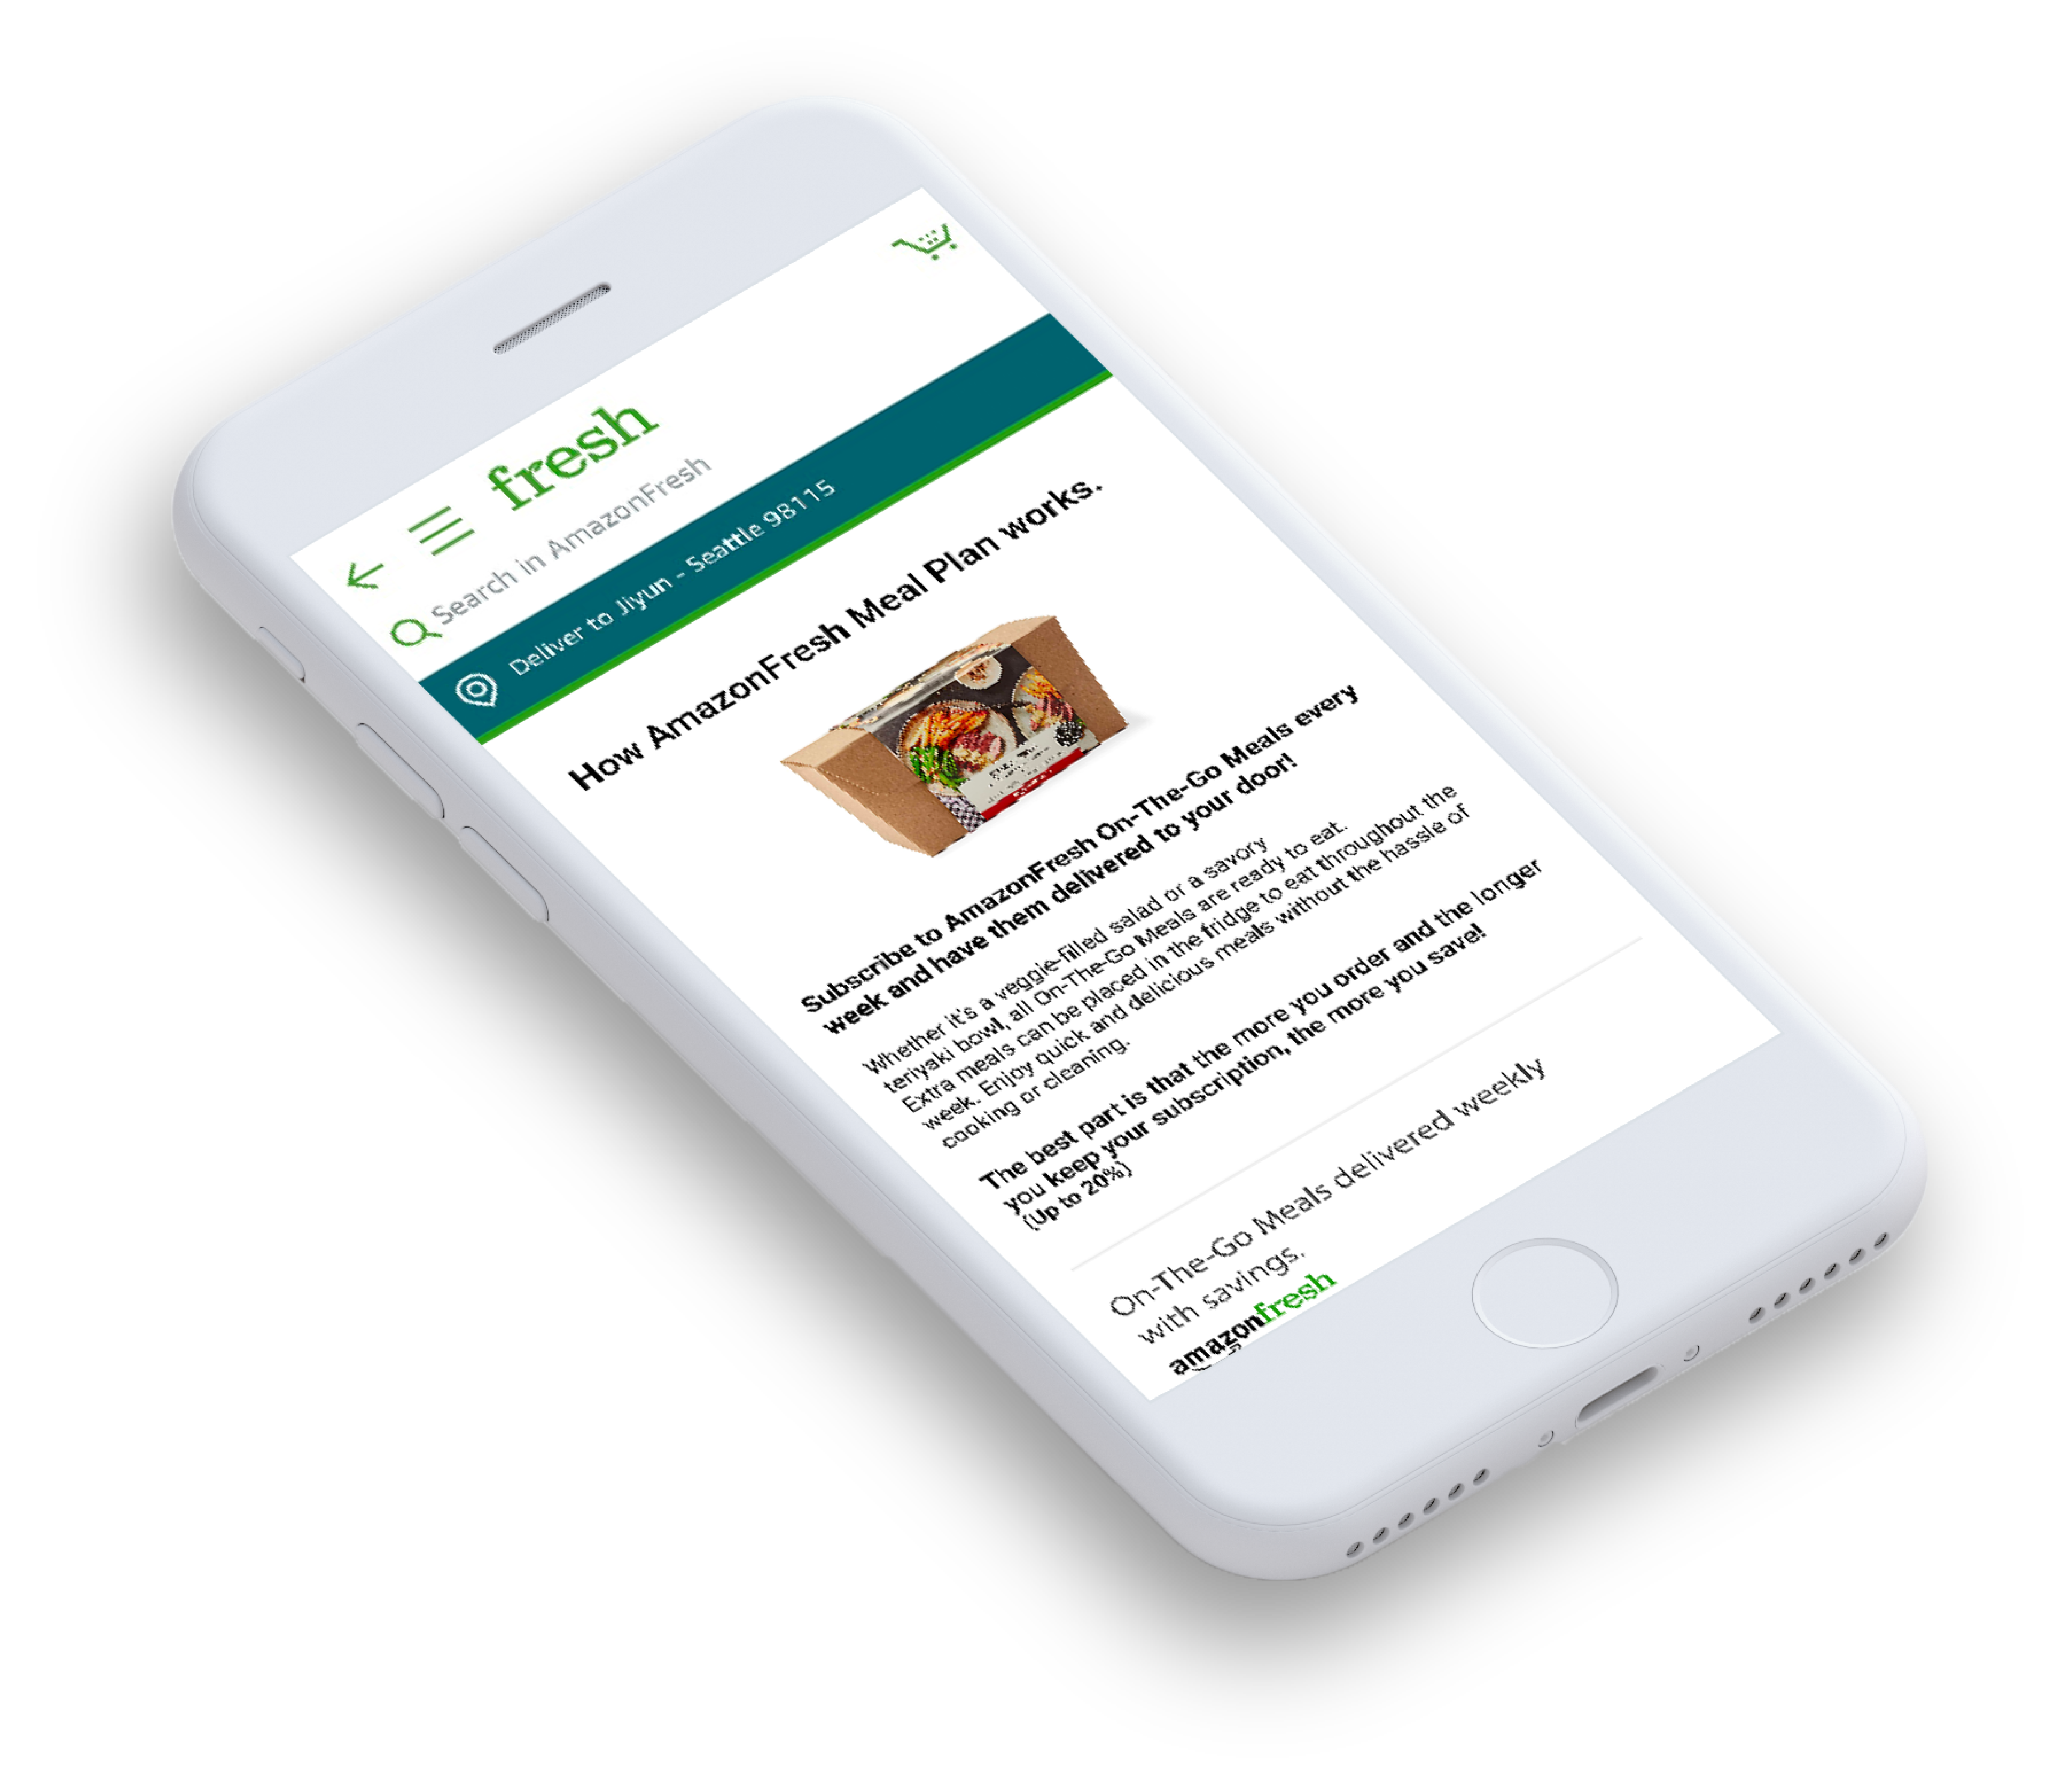 fresh
Search in AmazonFresh
Deliver to Jiyun - Seattle 98115
How AmazonFresh Meal Plan works.
Subscribe to AmazonFresh On-The-Go Meals every
week and have them delivered to your door!
Whether it's a veggie-filled salad or a savory
teriyaki bowl, all On-The-Go Meals are ready to eat.
Extra meals can be placed in the fridge to eat throughout the
week. Enjoy quick and delicious meals without the hassle of
cooking or cleaning.
The best part is that the more you order and the longer
you keep your subscription, the more you save!
(Up to 20%)
On-The-Go Meals delivered weekly
with savings.
amazonfresh